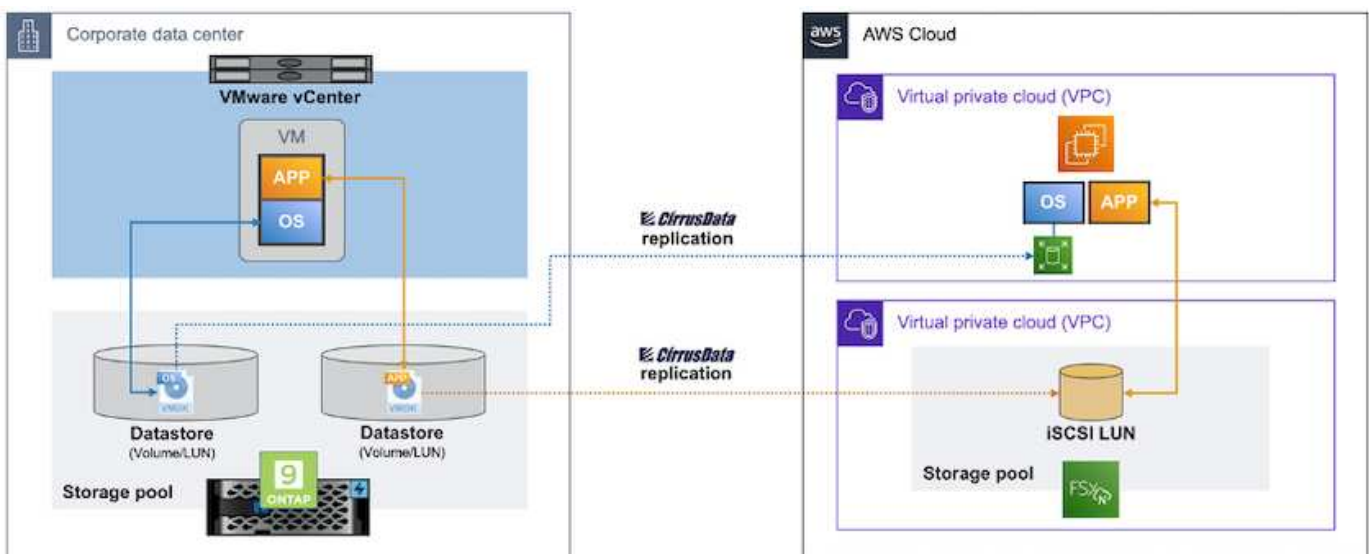 Corporate data center
VMware vCenter
VM
APP
OS
OS
VMDK
APP
VMDK
Datastore
(Volume/LUN)
Datastore
(Volume/LUN)
Storage pool
9
ONTAP
CirrusData
replication
CirrusData
replication
aws
AWS Cloud
Virtual private cloud (VPC)
OS
APP
Virtual private cloud (VPC)
iSCSI LUN
Storage pool
FSxN